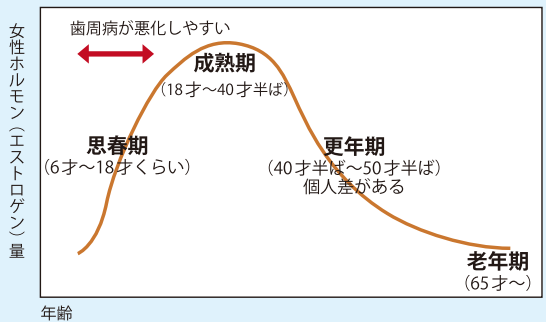 女性ホルモン（エストロゲン）量
歯周病が悪化しやすい
成熟期
（18才～40才半ば）
思春期
（6才～18才くらい）
更年期
（40才半ば～50才半ば）
個人差がある
老年期
（65才～）
年齢